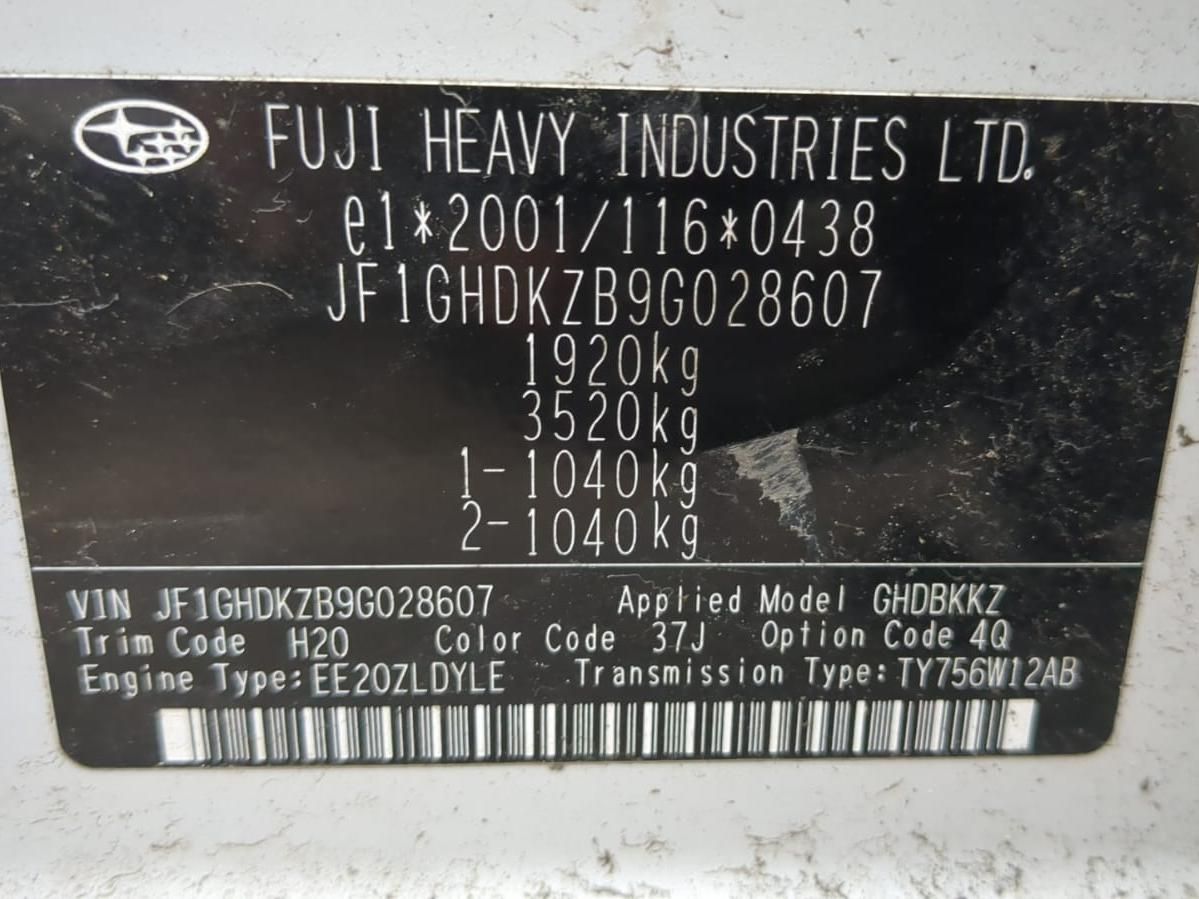 FUJI HEAVY INDUSTRIES LTD.
e1*2001/116*0438
JF1GHDKZB9G028607
1920kg
3520kg
1-1040kg
2-1040kg
VIN JF1GHDKZB9G028607 Applied Model GHDBKKZ
Trim Code H20 Color Code 37J Option Code 4Q
Engine Type:EE20ZLDYLE Transmission Type:TY756W12AB